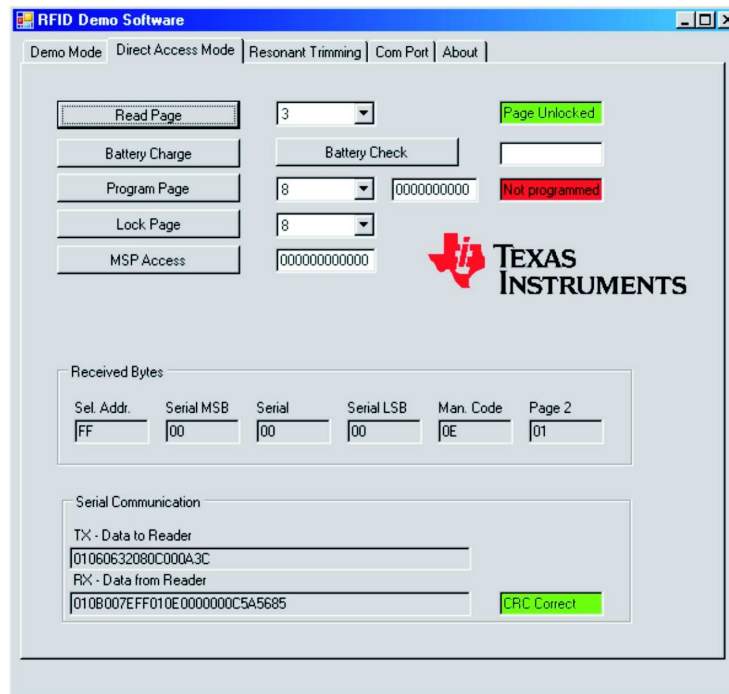 RFID Demo Software
Demo Mode Direct Access Mode Resonant Trimming Com Port About
Read Page 3 Page Unlocked
Battery Charge Battery Check
Program Page 8 0000000000 Not programmed
Lock Page 8
MSP Access 000000000000
TEXAS
INSTRUMENTS
Received Bytes
Sel. Addr. Serial MSB Serial Serial LSB Man. Code Page 2
FF 00 00 00 0E 01
Serial Communication
TX - Data to Reader
01060632080C000A3C
RX - Data from Reader
010B007EFF010E0000000C5A5685 CRC Correct